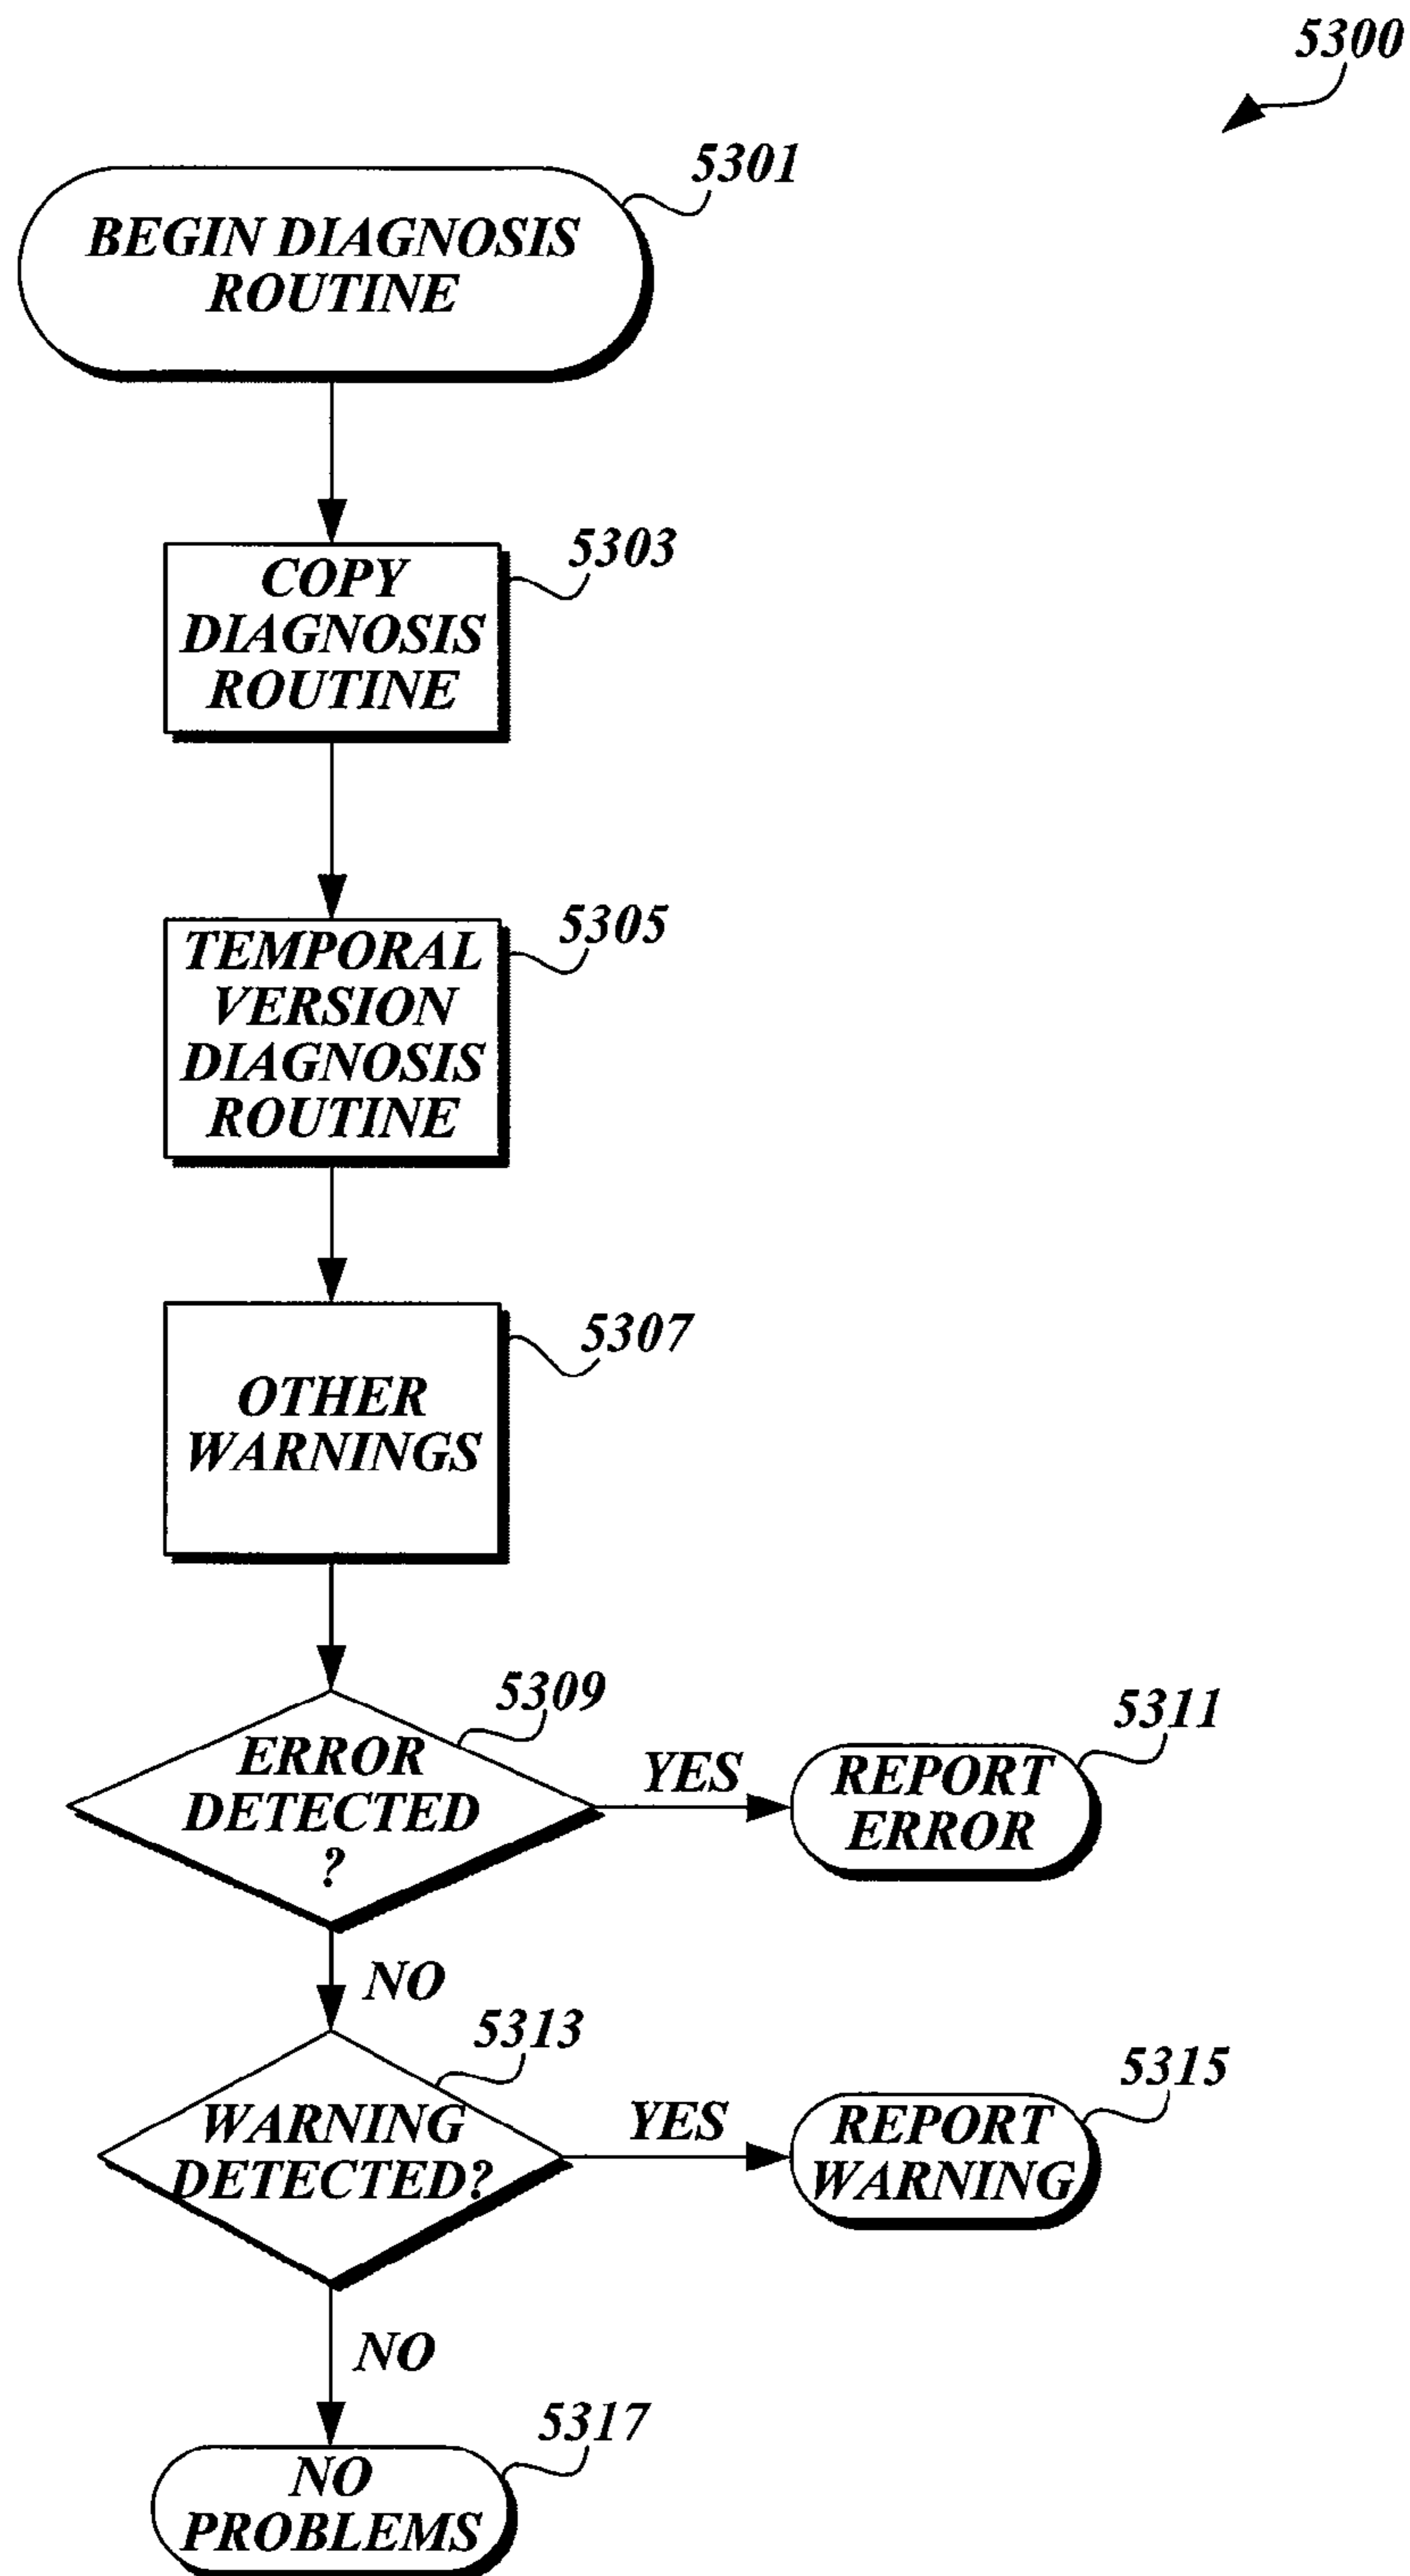 5300
5301
BEGIN DIAGNOSIS
ROUTINE
5303
COPY
DIAGNOSIS
ROUTINE
5305
TEMPORAL
VERSION
DIAGNOSIS
ROUTINE
5307
OTHER
WARNINGS
5309
ERROR
DETECTED
?
YES
5311
REPORT
ERROR
NO
5313
WARNING
DETECTED?
YES
5315
REPORT
WARNING
NO
5317
NO
PROBLEMS